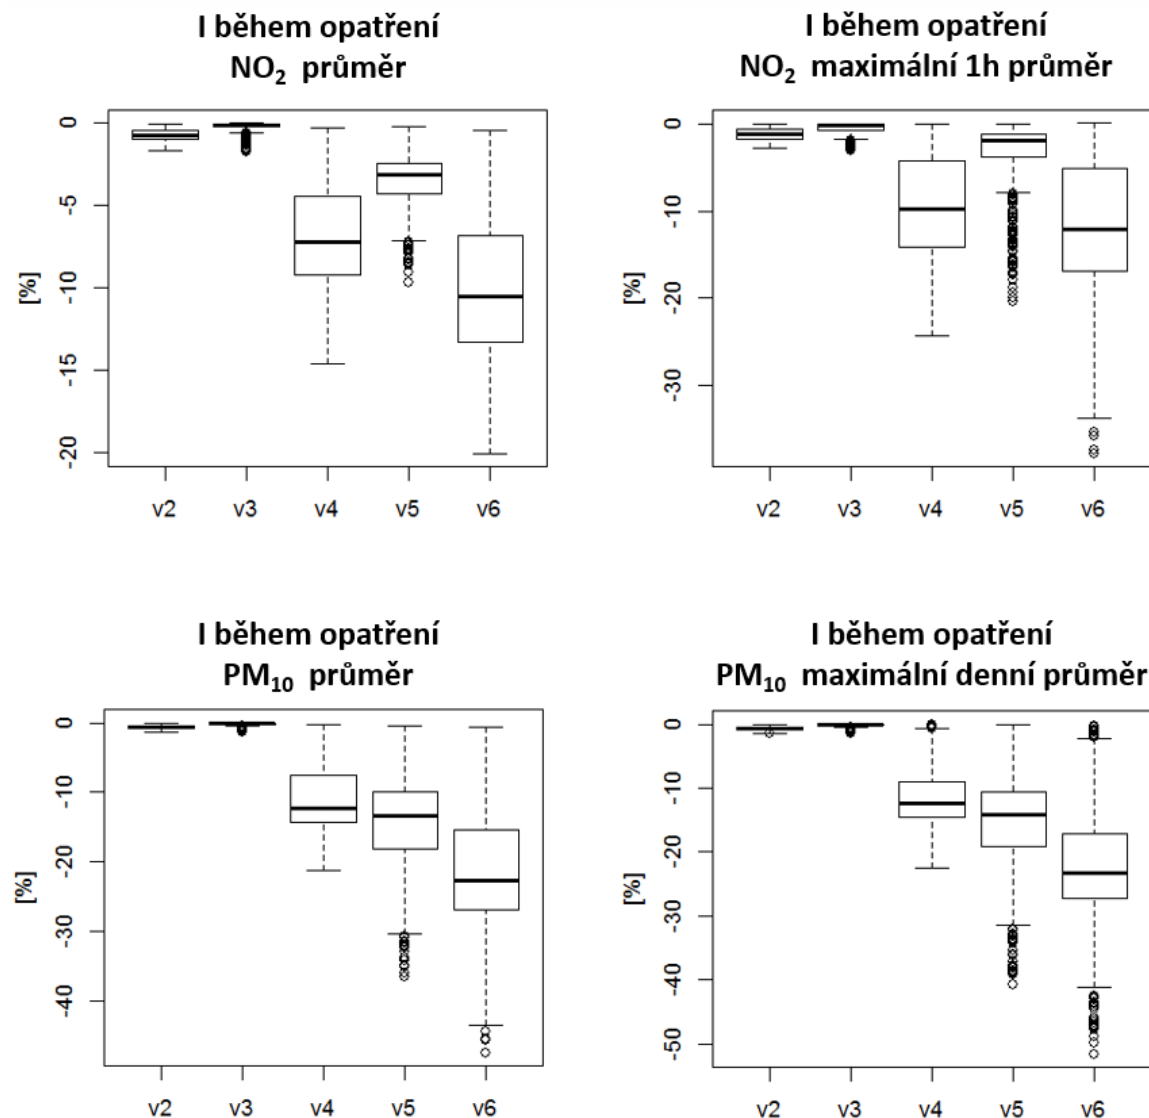 I během opatření
NO₂ průměr
[%]
0
-5
-10
-15
-20
v2 v3 v4 v5 v6
I během opatření
NO₂ maximální 1h průměr
[%]
0
-10
-20
-30
v2 v3 v4 v5 v6
I během opatření
PM₁₀ průměr
[%]
0
-10
-20
-30
-40
v2 v3 v4 v5 v6
I během opatření
PM₁₀ maximální denní průměr
[%]
0
-10
-20
-30
-40
-50
v2 v3 v4 v5 v6